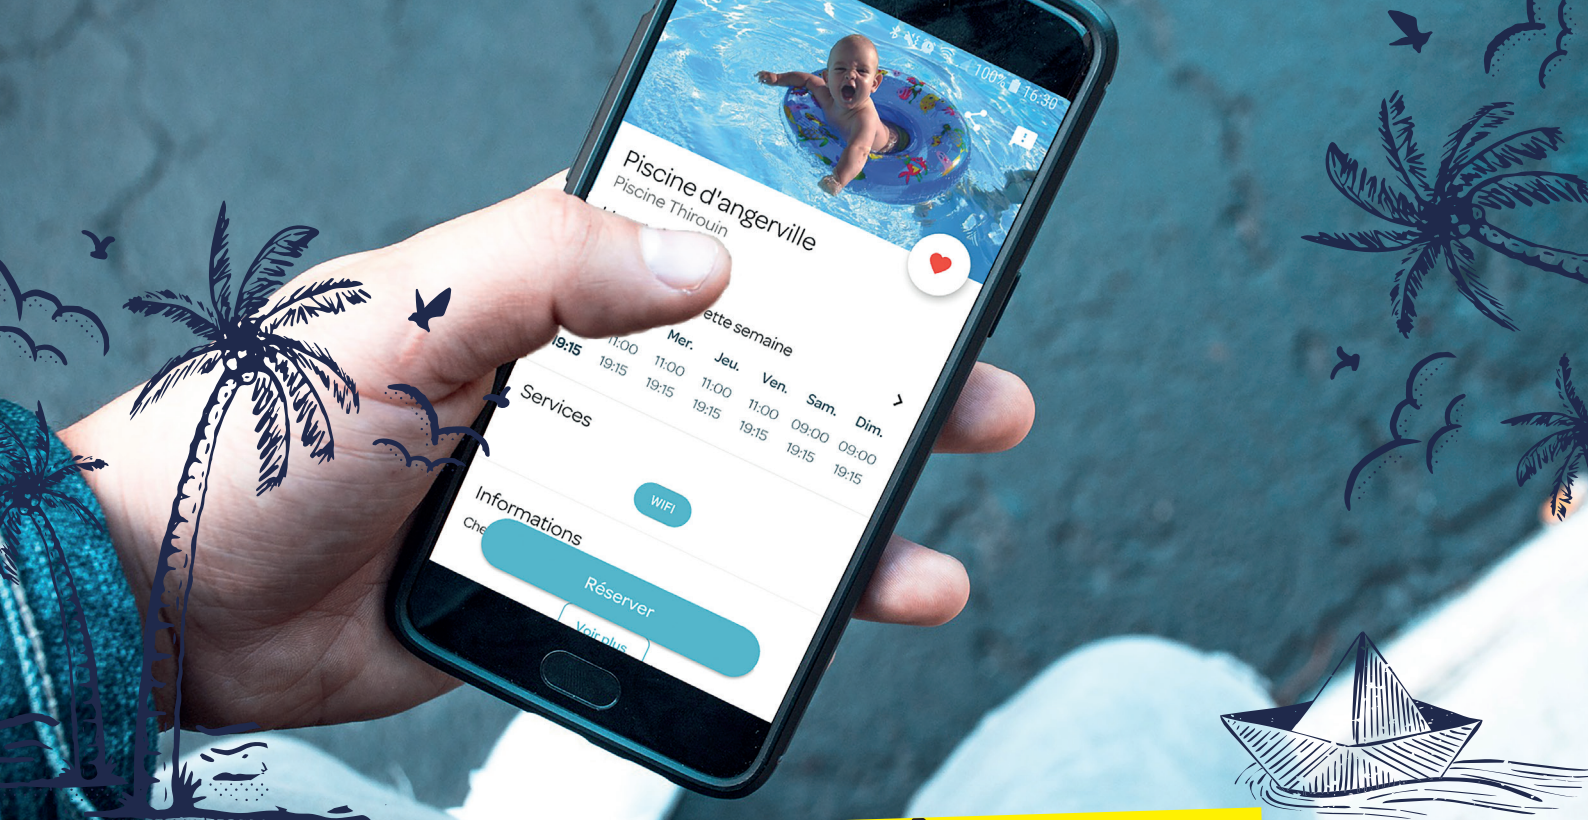 100% 16:30
Piscine d'angerville
Piscine Thirouin
ette semaine
Mer. Jeu. Ven. Sam. Dim.
11:00 11:00 11:00 11:00 09:00 09:00
19:15 19:15 19:15 19:15 19:15 19:15 19:15
Services
WIFI
Informations
Che
Réserver
Voir plus